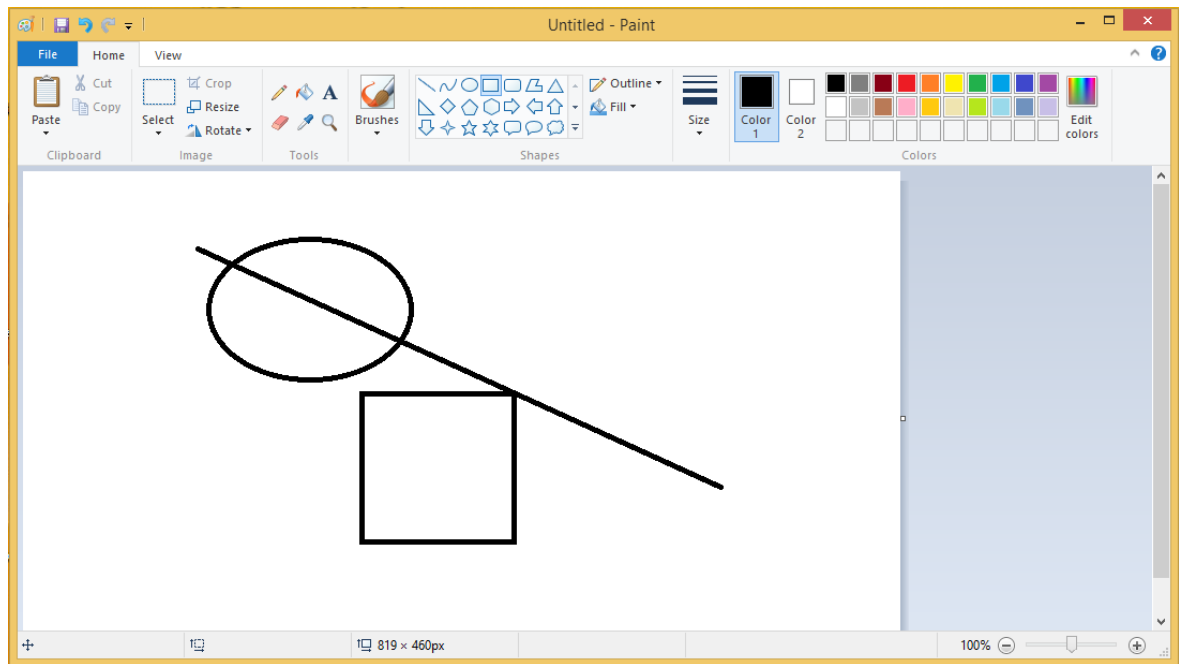 Untitled - Paint
File Home View
Cut
Copy
Paste
Clipboard
Select
Crop
Resize
Rotate
Image
A
Tools
Brushes
Outline
Fill
Shapes
Size
Color 1
Color 2
Edit colors
Colors
819 × 460px
100%